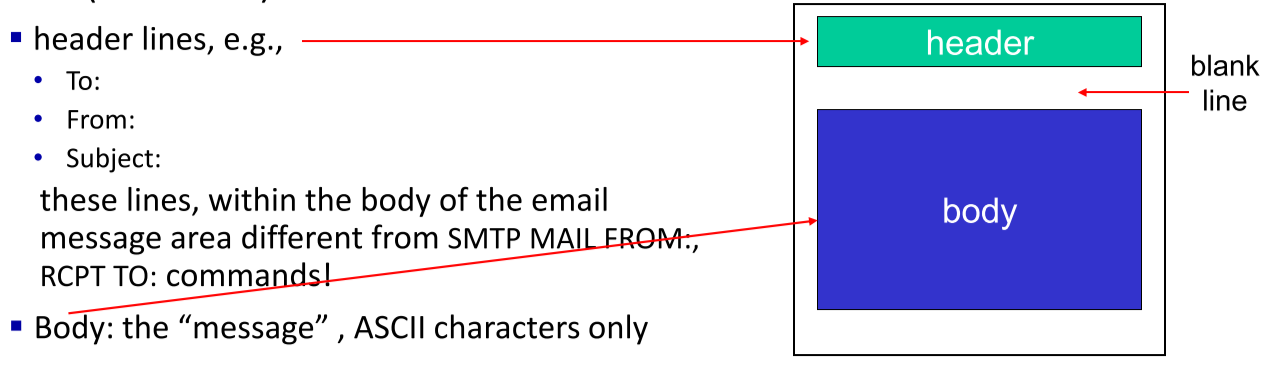 header lines, e.g.,
To:
From:
Subject:
these lines, within the body of the email
message area different from SMTP MAIL FROM:,
RCPT TO: commands!
Body: the “message” , ASCII characters only
header
blank
line
body